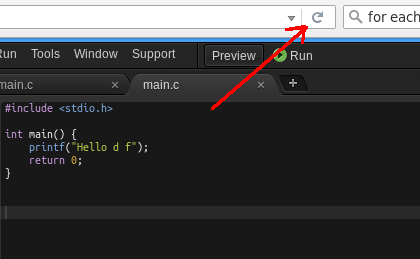 for each
Run Tools Window Support Preview Run
main.c main.c
#include <stdio.h>
int main() {
printf("Hello d f");
return 0;
}